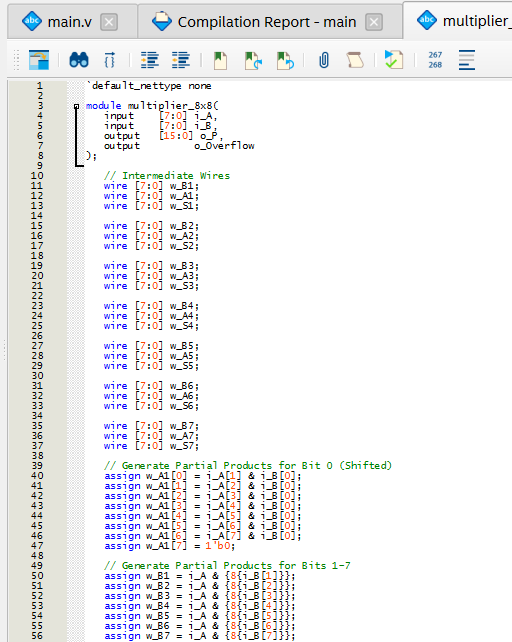 main.v
Compilation Report - main
multiplier_
267
268
1 `default_nettype none
2
3 module multiplier_8x8(
4 input [7:0] i_A,
5 input [7:0] i_B,
6 output [15:0] o_P,
7 output o_Overflow
8 );
9
10 // Intermediate Wires
11 wire [7:0] w_B1;
12 wire [7:0] w_A1;
13 wire [7:0] w_S1;
14
15 wire [7:0] w_B2;
16 wire [7:0] w_A2;
17 wire [7:0] w_S2;
18
19 wire [7:0] w_B3;
20 wire [7:0] w_A3;
21 wire [7:0] w_S3;
22
23 wire [7:0] w_B4;
24 wire [7:0] w_A4;
25 wire [7:0] w_S4;
26
27 wire [7:0] w_B5;
28 wire [7:0] w_A5;
29 wire [7:0] w_S5;
30
31 wire [7:0] w_B6;
32 wire [7:0] w_A6;
33 wire [7:0] w_S6;
34
35 wire [7:0] w_B7;
36 wire [7:0] w_A7;
37 wire [7:0] w_S7;
38
39 // Generate Partial Products for Bit 0 (Shifted)
40 assign w_A1[0] = i_A[1] & i_B[0];
41 assign w_A1[1] = i_A[2] & i_B[0];
42 assign w_A1[2] = i_A[3] & i_B[0];
43 assign w_A1[3] = i_A[4] & i_B[0];
44 assign w_A1[4] = i_A[5] & i_B[0];
45 assign w_A1[5] = i_A[6] & i_B[0];
46 assign w_A1[6] = i_A[7] & i_B[0];
47 assign w_A1[7] = 1'b0;
48
49 // Generate Partial Products for Bits 1-7
50 assign w_B1 = i_A & {8{i_B[1]}};
51 assign w_B2 = i_A & {8{i_B[2]}};
52 assign w_B3 = i_A & {8{i_B[3]}};
53 assign w_B4 = i_A & {8{i_B[4]}};
54 assign w_B5 = i_A & {8{i_B[5]}};
55 assign w_B6 = i_A & {8{i_B[6]}};
56 assign w_B7 = i_A & {8{i_B[7]}};